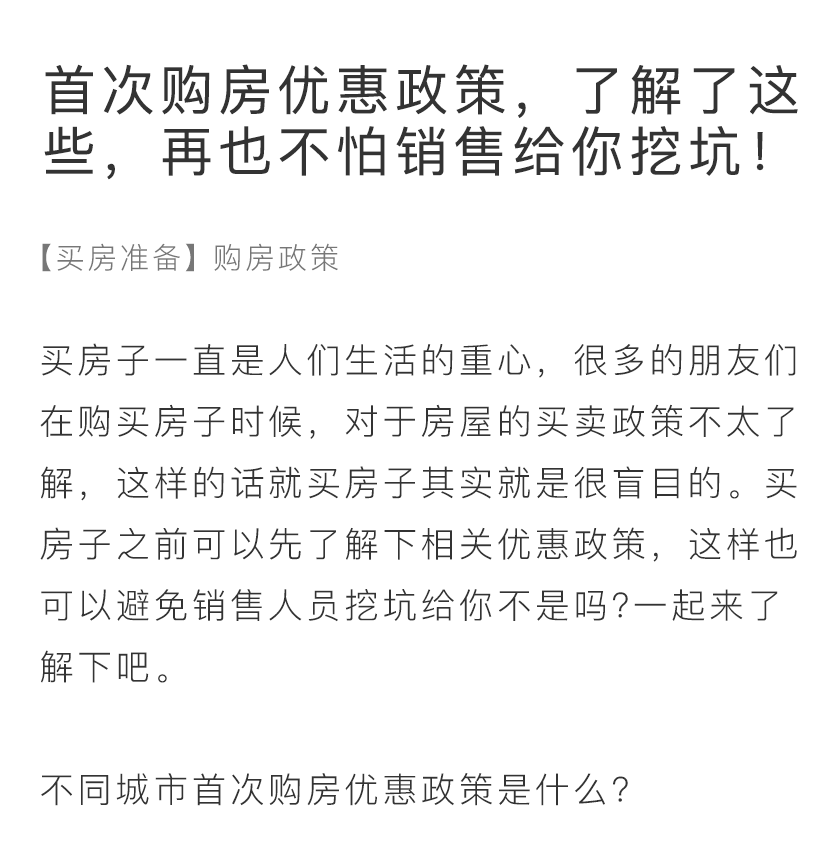 首次购房优惠政策，了解了这
些，再也不怕销售给你挖坑！
【买房准备】购房政策
买房子一直是人们生活的重心，很多的朋友们
在购买房子时候，对于房屋的买卖政策不太了
解，这样的话就买房子其实就是很盲目的。买
房子之前可以先了解下相关优惠政策，这样也
可以避免销售人员挖坑给你不是吗?一起来了
解下吧。
不同城市首次购房优惠政策是什么?